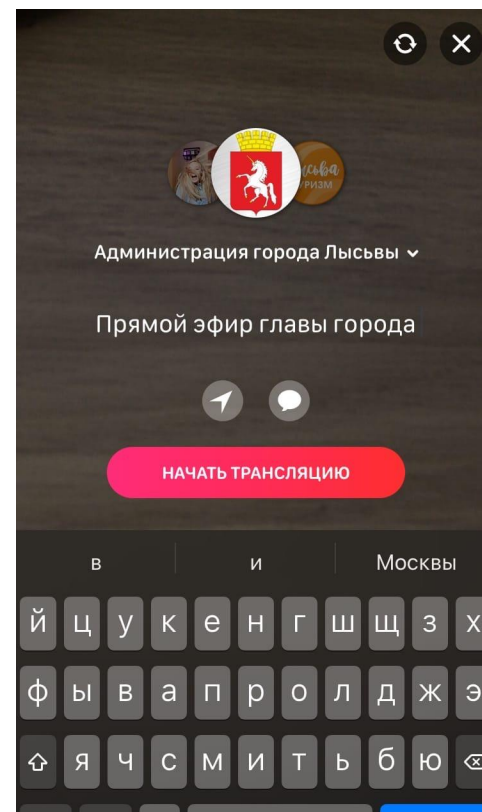 Администрация города Лысьвы
Прямой эфир главы города
НАЧАТЬ ТРАНСЛЯЦИЮ
в и Москвы
й ц у к е н г ш щ з х
ф ы в а п р о л д ж э
я ч с м и т ь б ю